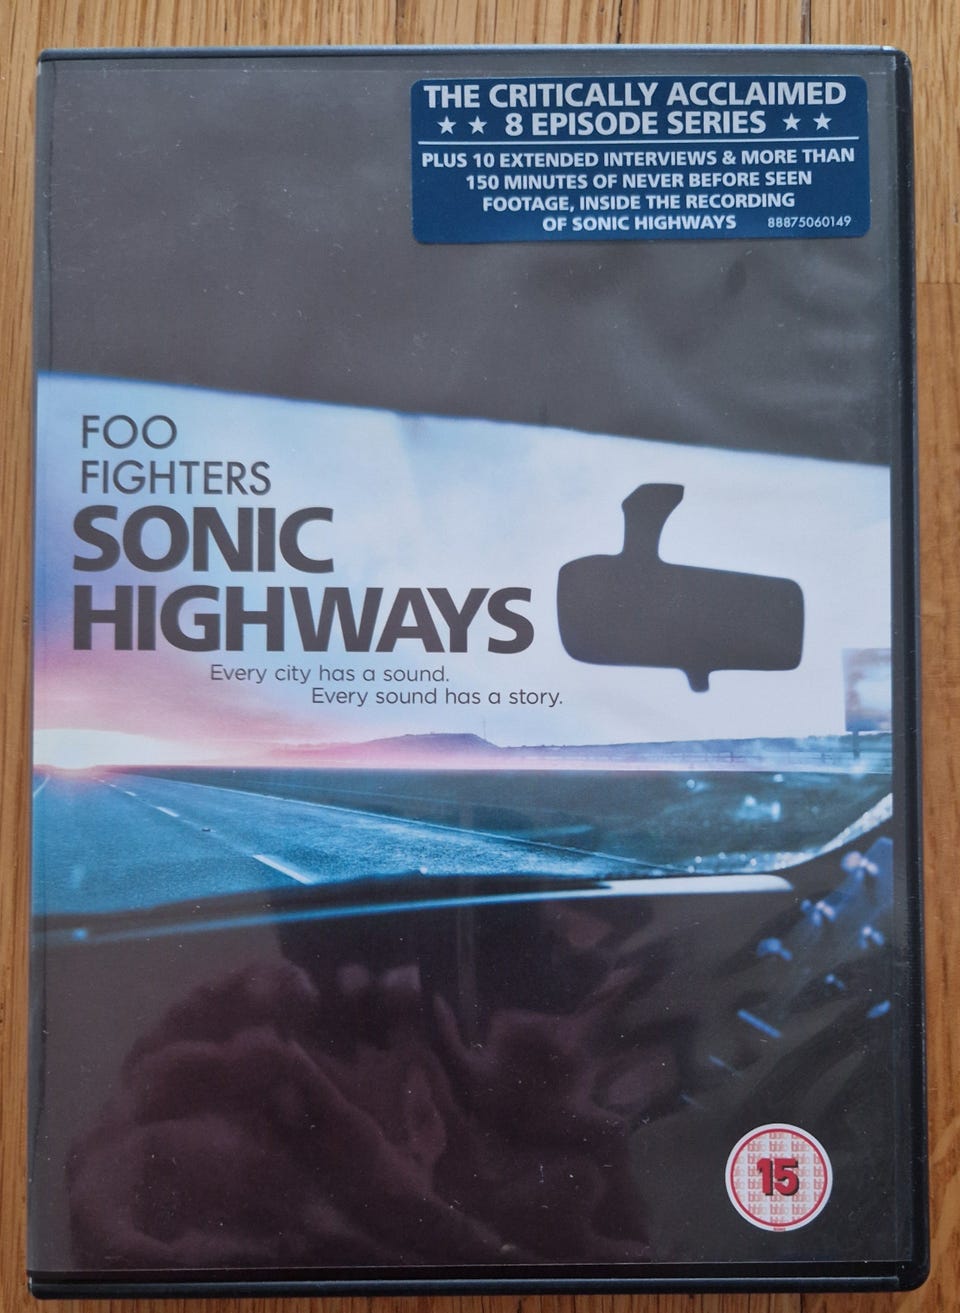 THE CRITICALLY ACCLAIMED
★ ★ 8 EPISODE SERIES ★ ★
PLUS 10 EXTENDED INTERVIEWS & MORE THAN
150 MINUTES OF NEVER BEFORE SEEN
FOOTAGE, INSIDE THE RECORDING
OF SONIC HIGHWAYS 88875060149
FOO
FIGHTERS
SONIC
HIGHWAYS
Every city has a sound.
Every sound has a story.
15